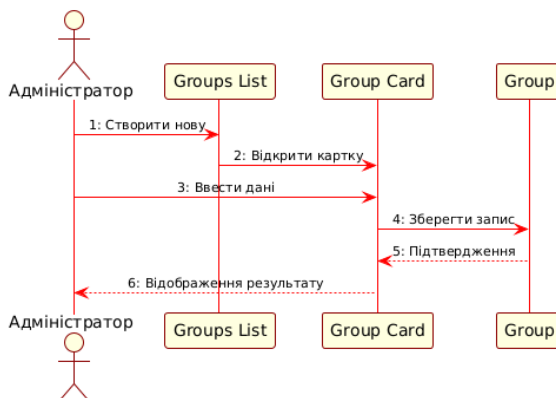 Адміністратор
Groups List
Group Card
Group
1: Створити нову
2: Відкрити картку
3: Ввести дані
4: Зберегти запис
5: Підтвердження
6: Відображення результату
Адміністратор
Groups List
Group Card
Group